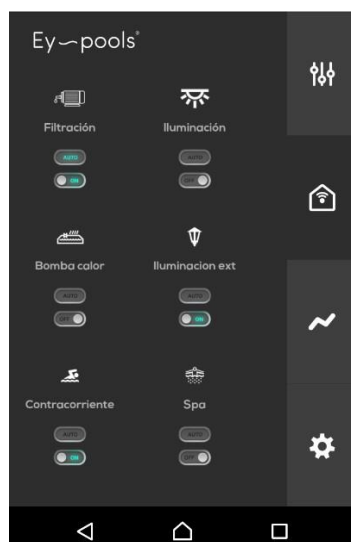 Ey-pools®
Filtración Iluminación
AUTO AUTO
ON OFF
Bomba calor Iluminacion ext
AUTO AUTO
OFF ON
Contracorriente Spa
AUTO AUTO
ON OFF